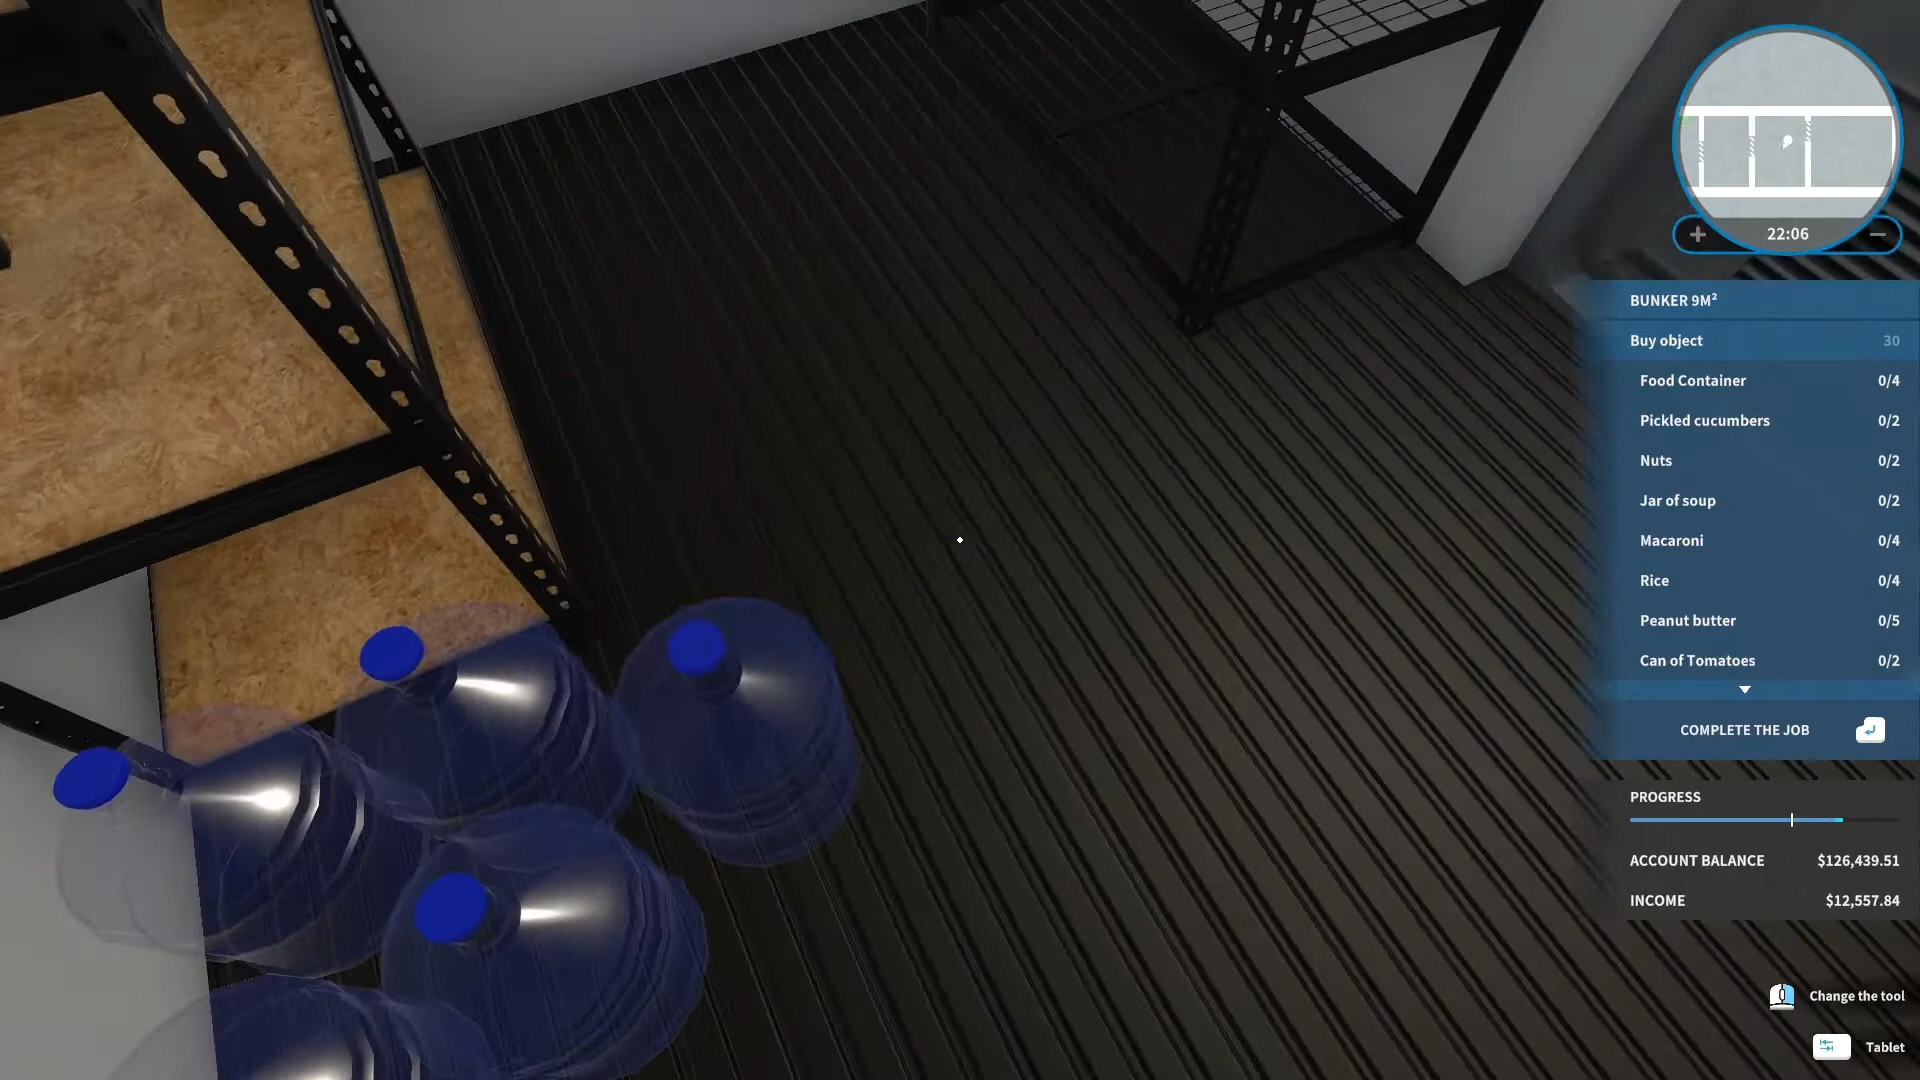 22:06
BUNKER 9M²
Buy object 30
Food Container 0/4
Pickled cucumbers 0/2
Nuts 0/2
Jar of soup 0/2
Macaroni 0/4
Rice 0/4
Peanut butter 0/5
Can of Tomatoes 0/2
COMPLETE THE JOB
PROGRESS
ACCOUNT BALANCE $126,439.51
INCOME $12,557.84
Change the tool
Tablet